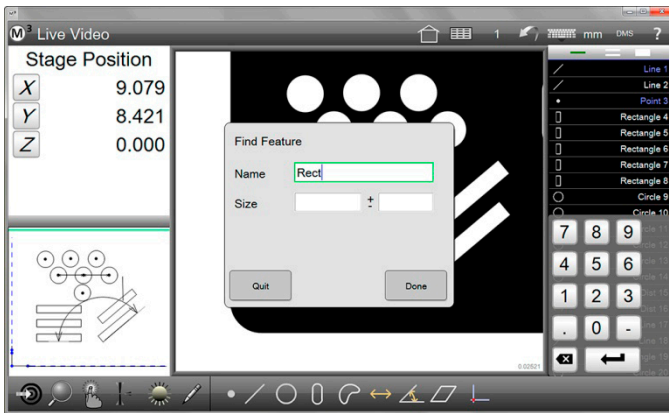 M³ Live Video
1
mm
DMS
?
Stage Position
X 9.079
Y 8.421
Z 0.000
Find Feature
Name Rect
Size + -
Quit Done
0.02621
Line 1
Line 2
Point 3
Rectangle 4
Rectangle 5
Rectangle 6
Rectangle 7
Rectangle 8
Circle 9
Circle 10
7 8 9
4 5 6
1 2 3
. 0 -